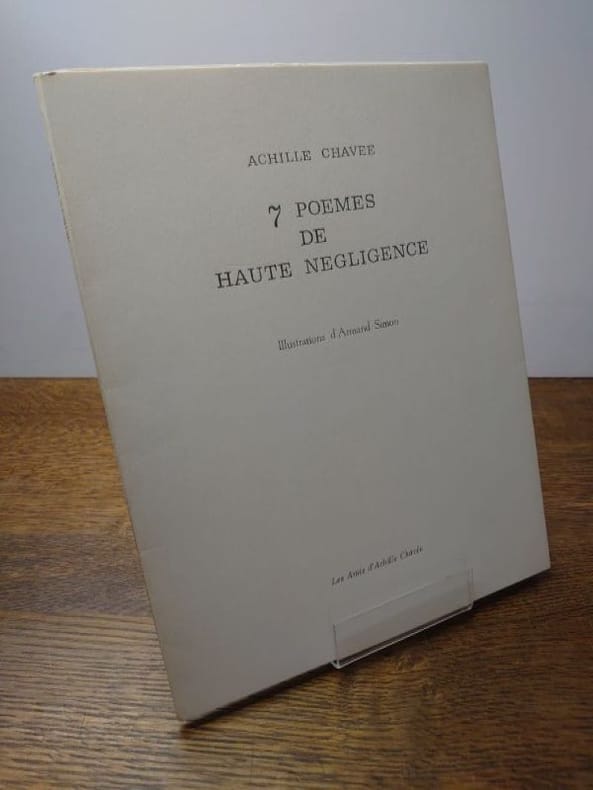 ACHILLE CHAVEE
7 POEMES
DE
HAUTE NEGLIGENCE
Illustrations d'Armand Simon
Les Amis d'Achille Chavée